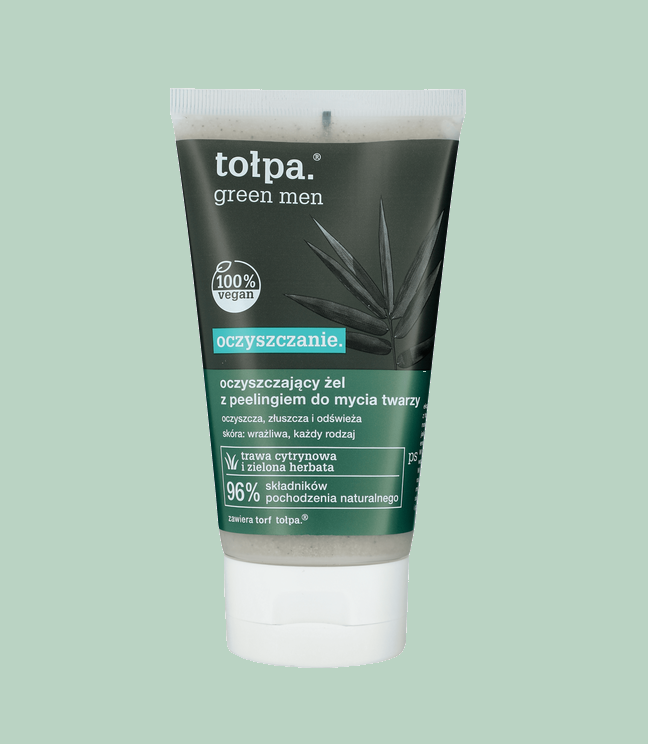 tołpa.®
green men
100%
vegan
oczyszczanie.
oczyszczający żel
z peelingiem do mycia twarzy
oczyszcza, złuszcza i odświeża
skóra: wrażliwa, każdy rodzaj
trawa cytrynowa
i zielona herbata
96% składników
pochodzenia naturalnego
zawiera torf tołpa.®
ps